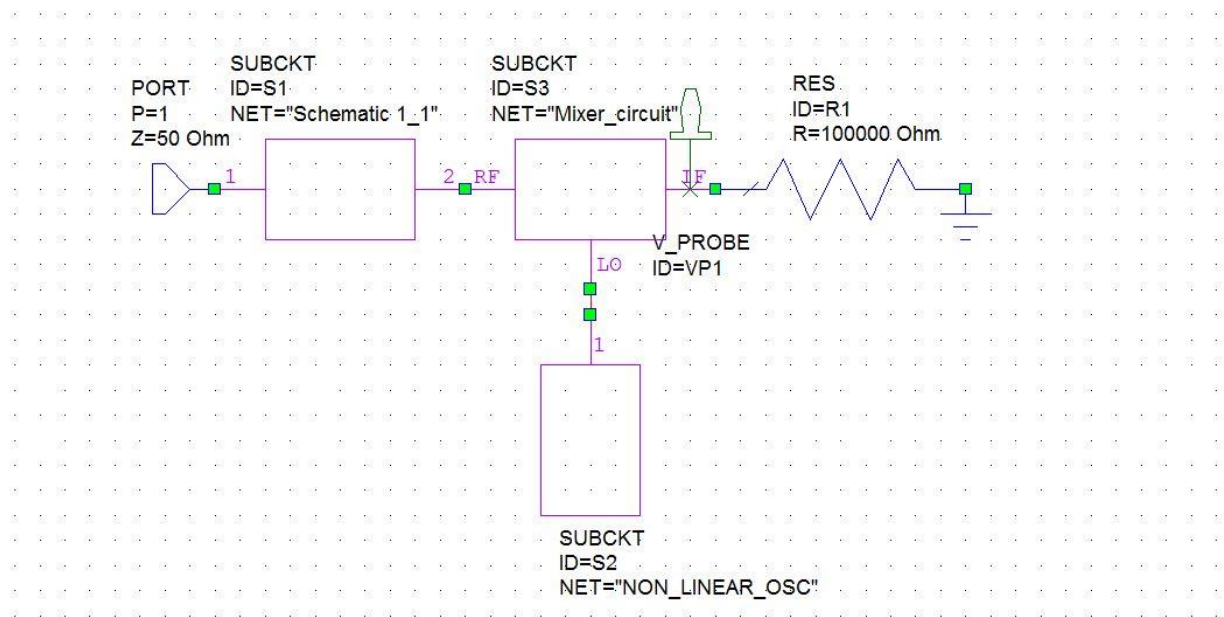 PORT
P=1
Z=50 Ohm
SUBCKT
ID=S1
NET="Schematic 1_1"
SUBCKT
ID=S3
NET="Mixer_circuit"
RES
ID=R1
R=100000 Ohm
1
2
RF
IF
LO
V_PROBE
ID=VP1
1
SUBCKT
ID=S2
NET="NON_LINEAR_OSC"